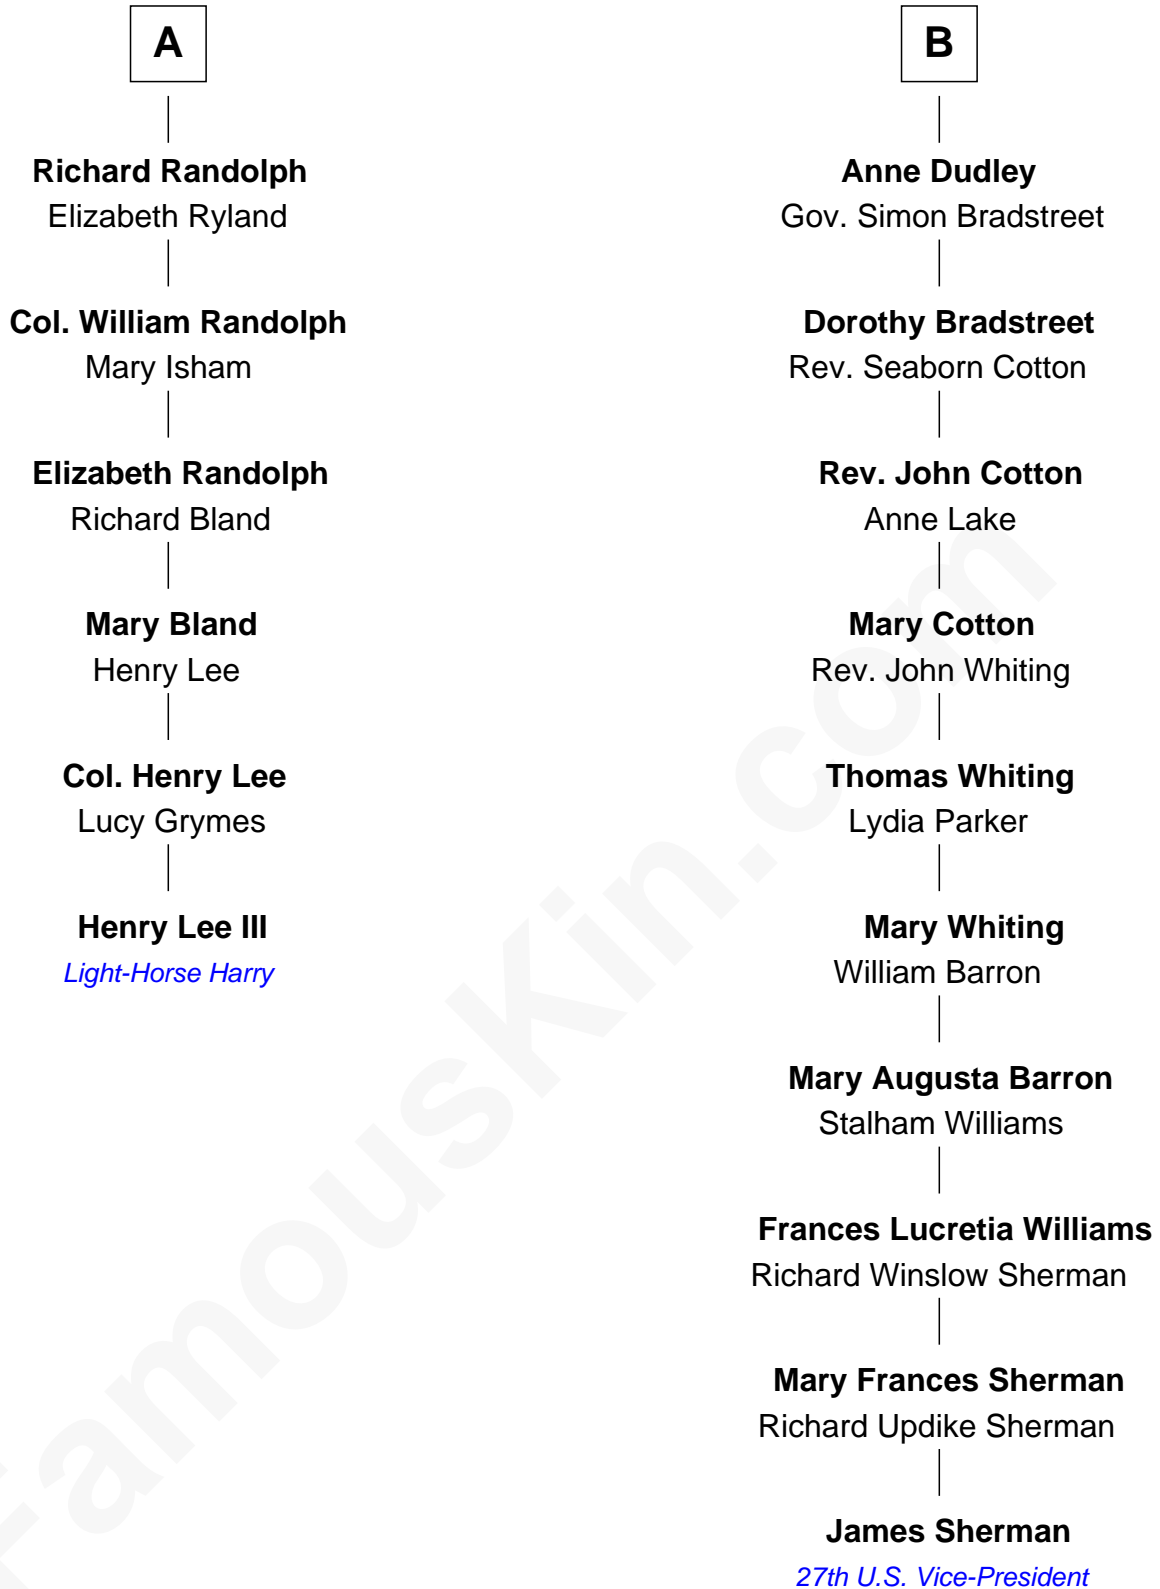 A
Richard Randolph
Elizabeth Ryland
Col. William Randolph
Mary Isham
Elizabeth Randolph
Richard Bland
Mary Bland
Henry Lee
Col. Henry Lee
Lucy Grymes
Henry Lee III
Light-Horse Harry
B
Anne Dudley
Gov. Simon Bradstreet
Dorothy Bradstreet
Rev. Seaborn Cotton
Rev. John Cotton
Anne Lake
Mary Cotton
Rev. John Whiting
Thomas Whiting
Lydia Parker
Mary Whiting
William Barron
Mary Augusta Barron
Stalham Williams
Frances Lucretia Williams
Richard Winslow Sherman
Mary Frances Sherman
Richard Updike Sherman
James Sherman
27th U.S. Vice-President
FamousKin.com